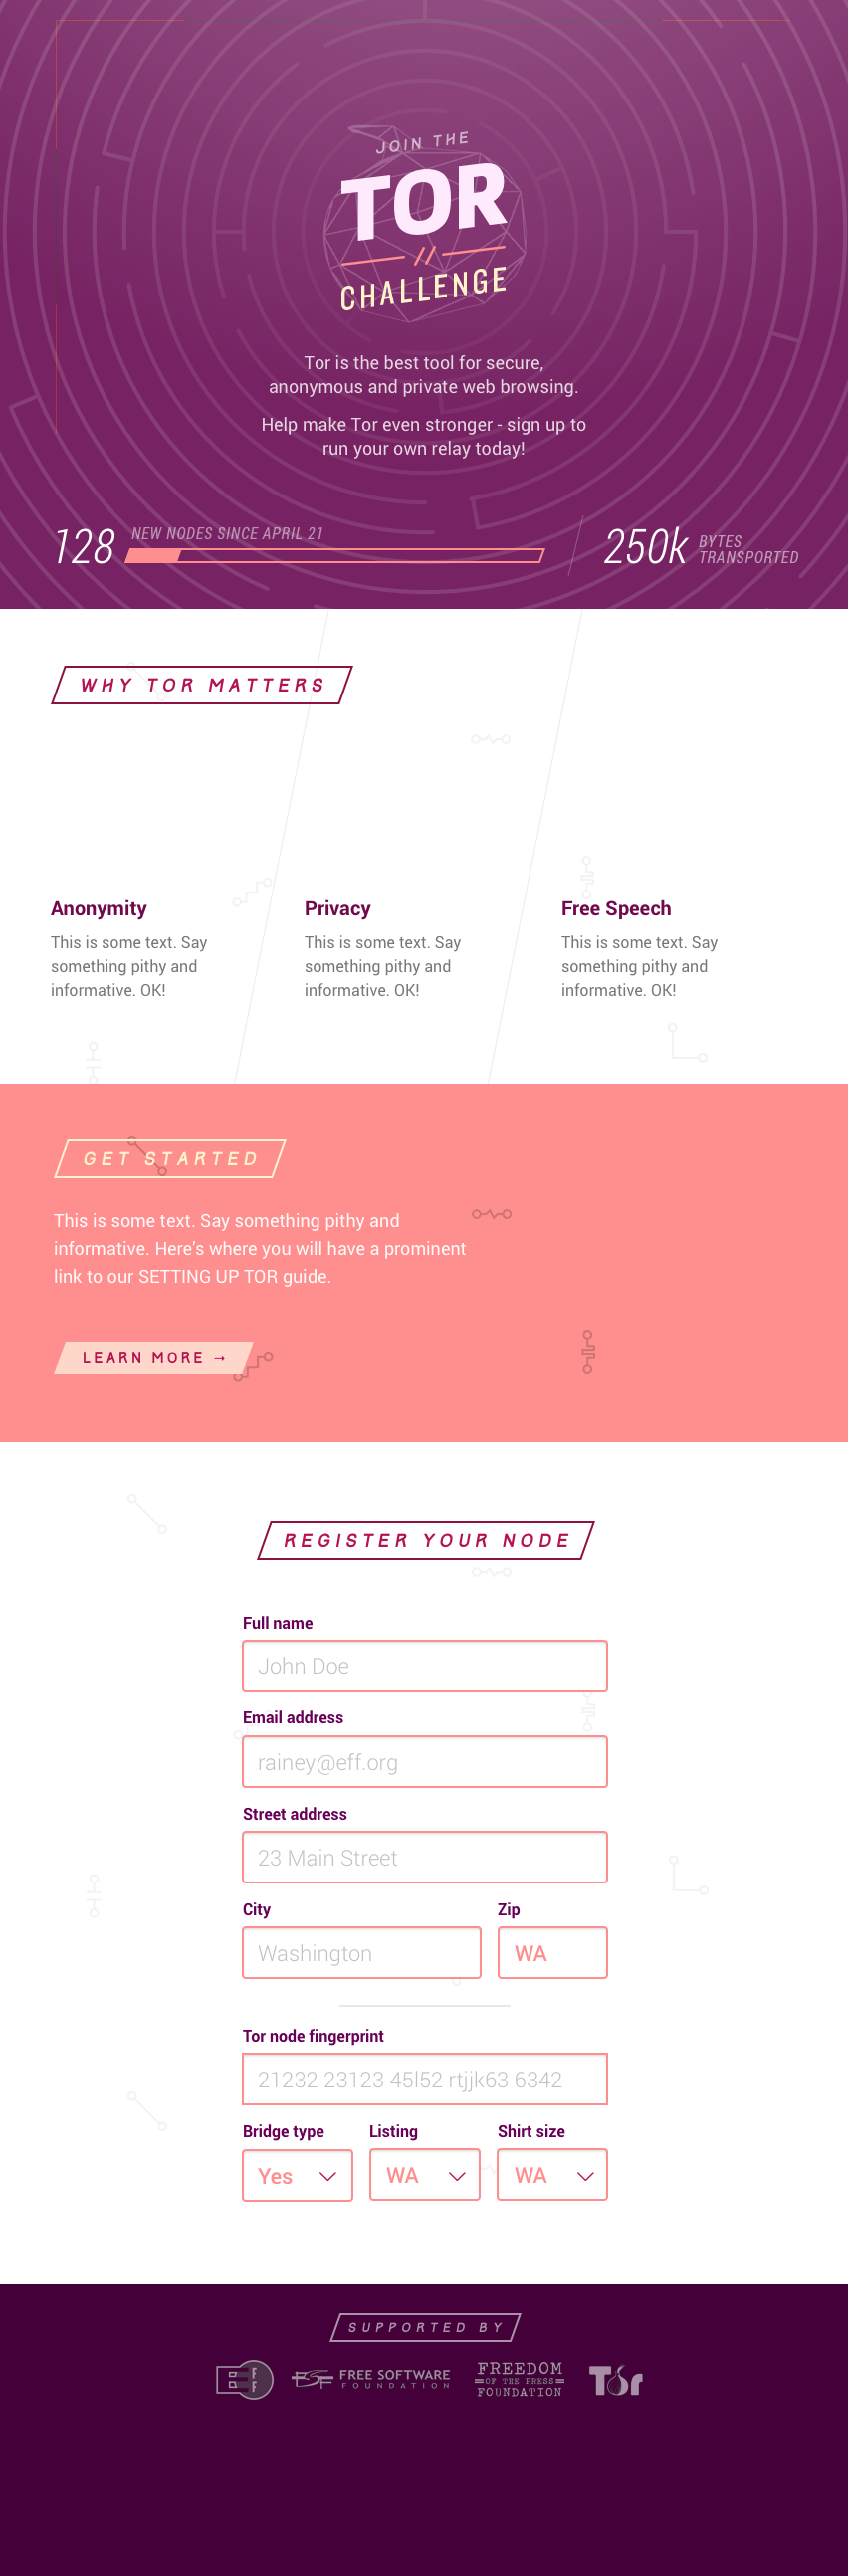 JOIN THE
TOR
//
CHALLENGE
Tor is the best tool for secure,
anonymous and private web browsing.
Help make Tor even stronger - sign up to
run your own relay today!
128
NEW NODES SINCE APRIL 21
250k
BYTES
TRANSPORTED
WHY TOR MATTERS
Anonymity
This is some text. Say
something pithy and
informative. OK!
Privacy
This is some text. Say
something pithy and
informative. OK!
Free Speech
This is some text. Say
something pithy and
informative. OK!
GET STARTED
This is some text. Say something pithy and
informative. Here’s where you will have a prominent
link to our SETTING UP TOR guide.
LEARN MORE →
REGISTER YOUR NODE
Full name
John Doe
Email address
rainey@eff.org
Street address
23 Main Street
City
Washington
Zip
WA
Tor node fingerprint
21232 23123 45l52 rtjjk63 6342
Bridge type
Yes
Listing
WA
Shirt size
WA
SUPPORTED BY
EFF
FSF FREE SOFTWARE
FOUNDATION
FREEDOM
OF THE PRESS
FOUNDATION
Tor